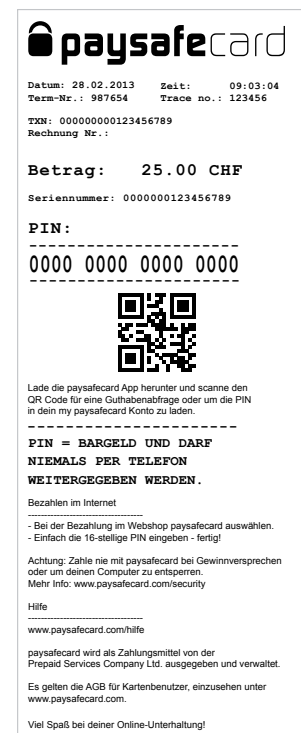 paysafecard
Datum: 28.02.2013 Zeit: 09:03:04
Term-Nr.: 987654 Trace no.: 123456
TXN: 000000000123456789
Rechnung Nr.:
Betrag: 25.00 CHF
Seriennummer: 0000000123456789
PIN:
----------------------
0000 0000 0000 0000
----------------------
Lade die paysafecard App herunter und scanne den
QR Code für eine Guthabenabfrage oder um die PIN
in dein my paysafecard Konto zu laden.
----------------------
PIN = BARGELD UND DARF
NIEMALS PER TELEFON
WEITERGEGEBEN WERDEN.
Bezahlen im Internet
------------------------------------
- Bei der Bezahlung im Webshop paysafecard auswählen.
- Einfach die 16-stellige PIN eingeben - fertig!
Achtung: Zahle nie mit paysafecard bei Gewinnversprechen
oder um deinen Computer zu entsperren.
Mehr Info: www.paysafecard.com/security
Hilfe
------------------------------------
www.paysafecard.com/hilfe
paysafecard wird als Zahlungsmittel von der
Prepaid Services Company Ltd. ausgegeben und verwaltet.
Es gelten die AGB für Kartenbenutzer, einzusehen unter
www.paysafecard.com.
Viel Spaß bei deiner Online-Unterhaltung!